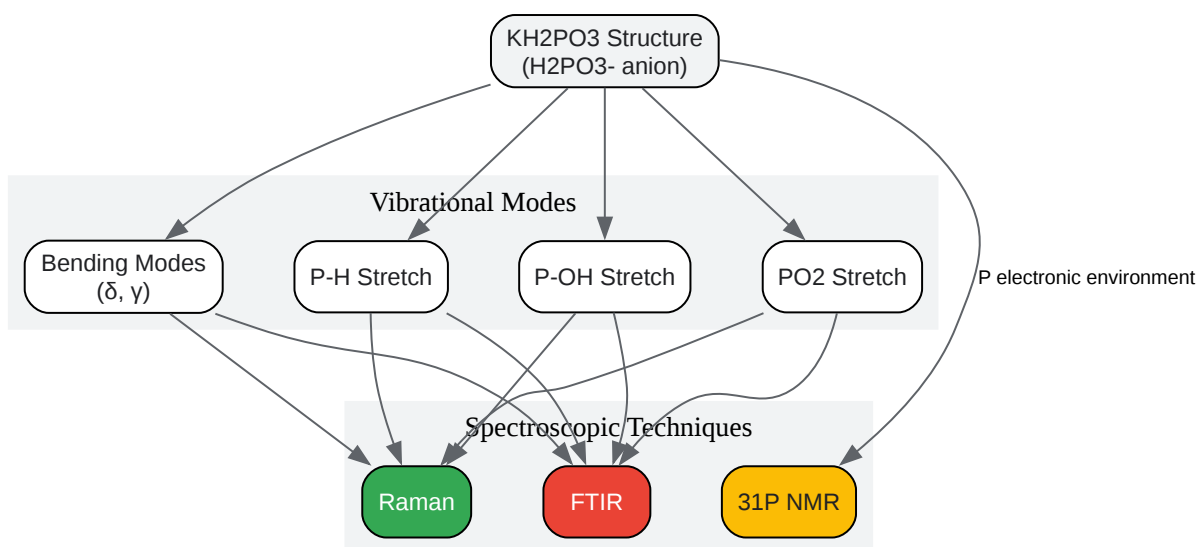 KH2PO3 Structure
(H2PO3- anion)
Vibrational Modes
Bending Modes
(δ, γ)
P-H Stretch
P-OH Stretch
PO2 Stretch
P electronic environment
Spectroscopic Techniques
Raman
FTIR
31P NMR